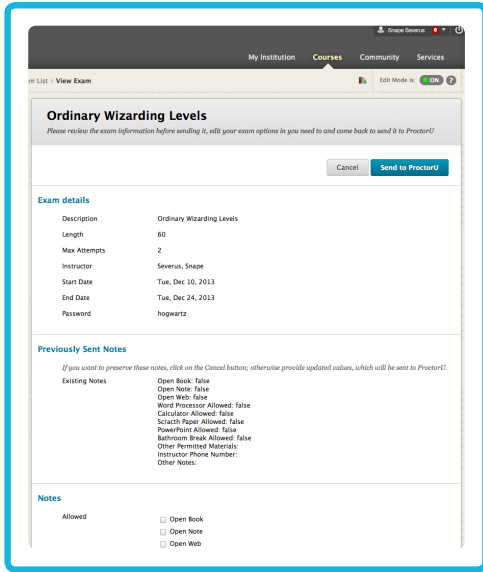 Snape Severus 8
My Institution Courses Community Services
m List > View Exam Edit Mode is: ON ?
Ordinary Wizarding Levels
Please review the exam information before sending it, edit your exam options in you need to and come back to send it to ProctorU
Cancel Send to ProctorU
Exam details
Description Ordinary Wizarding Levels
Length 60
Max Attempts 2
Instructor Severus, Snape
Start Date Tue, Dec 10, 2013
End Date Tue, Dec 24, 2013
Password hogwartz
Previously Sent Notes
If you want to preserve these notes, click on the Cancel button; otherwise provide updated values, which will be sent to ProctorU.
Existing Notes Open Book: false
Open Note: false
Open Web: false
Word Processor Allowed: false
Calculator Allowed: false
Scracth Paper Allowed: false
PowerPoint Allowed: false
Bathroom Break Allowed: false
Other Permitted Materials:
Instructor Phone Number:
Other Notes:
Notes
Allowed Open Book
Open Note
Open Web